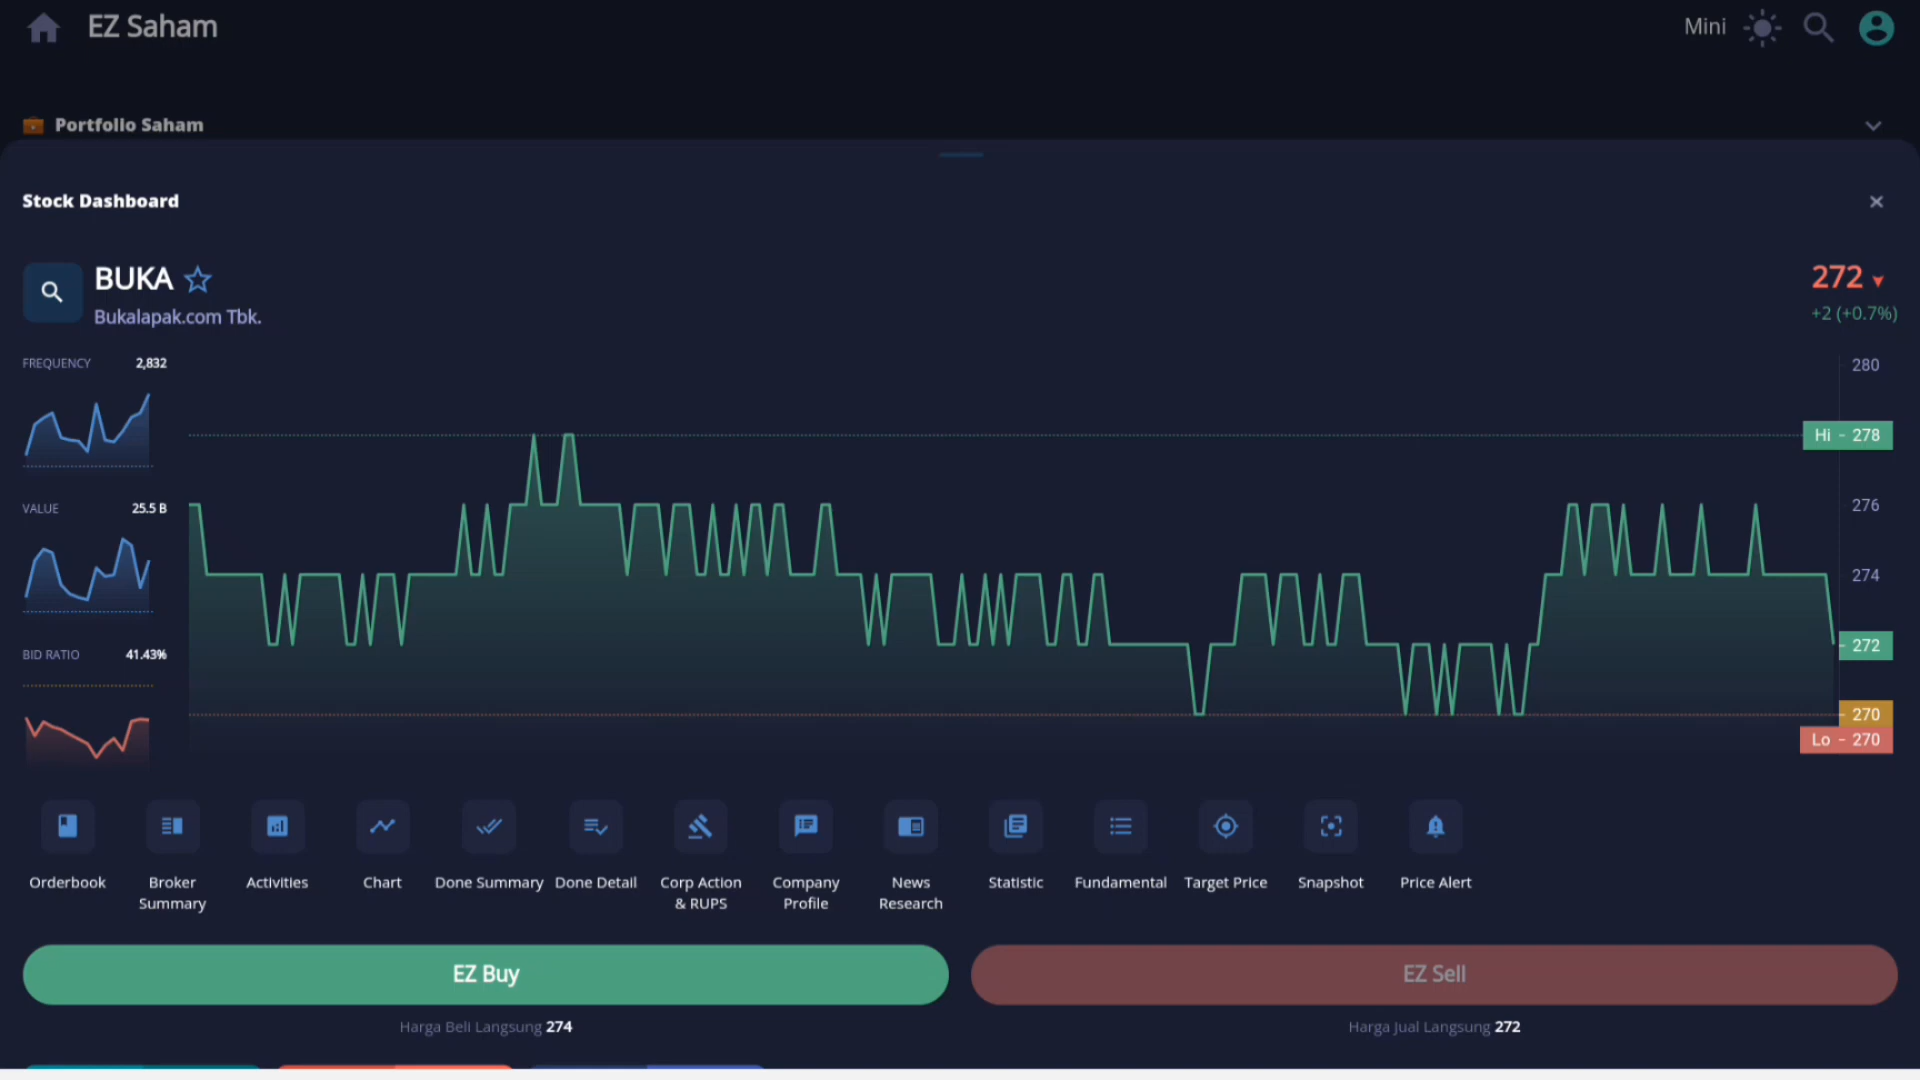 EZ Saham
Mini
Portfolio Saham
Stock Dashboard
BUKA
Bukalapak.com Tbk.
272
+2 (+0.7%)
FREQUENCY 2,832
VALUE 25.5 B
BID RATIO 41.43%
280
Hi - 278
276
274
272
270
Lo - 270
Orderbook
Broker
Summary
Activities
Chart
Done Summary
Done Detail
Corp Action
& RUPS
Company
Profile
News
Research
Statistic
Fundamental
Target Price
Snapshot
Price Alert
EZ Buy
EZ Sell
Harga Beli Langsung 274
Harga Jual Langsung 272